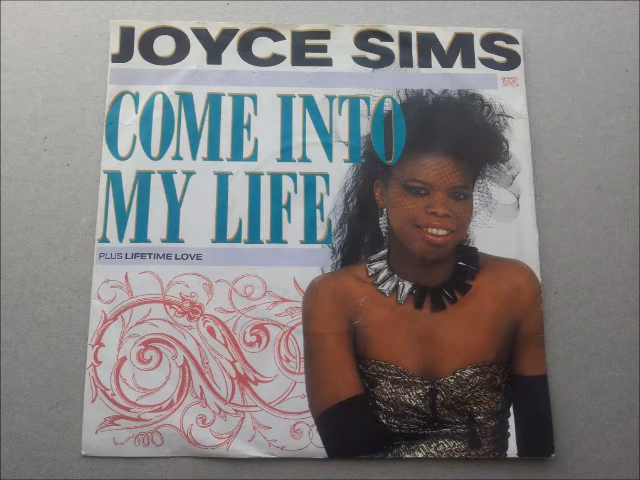 JOYCE SIMS
COME INTO
MY LIFE
PLUS LIFETIME LOVE